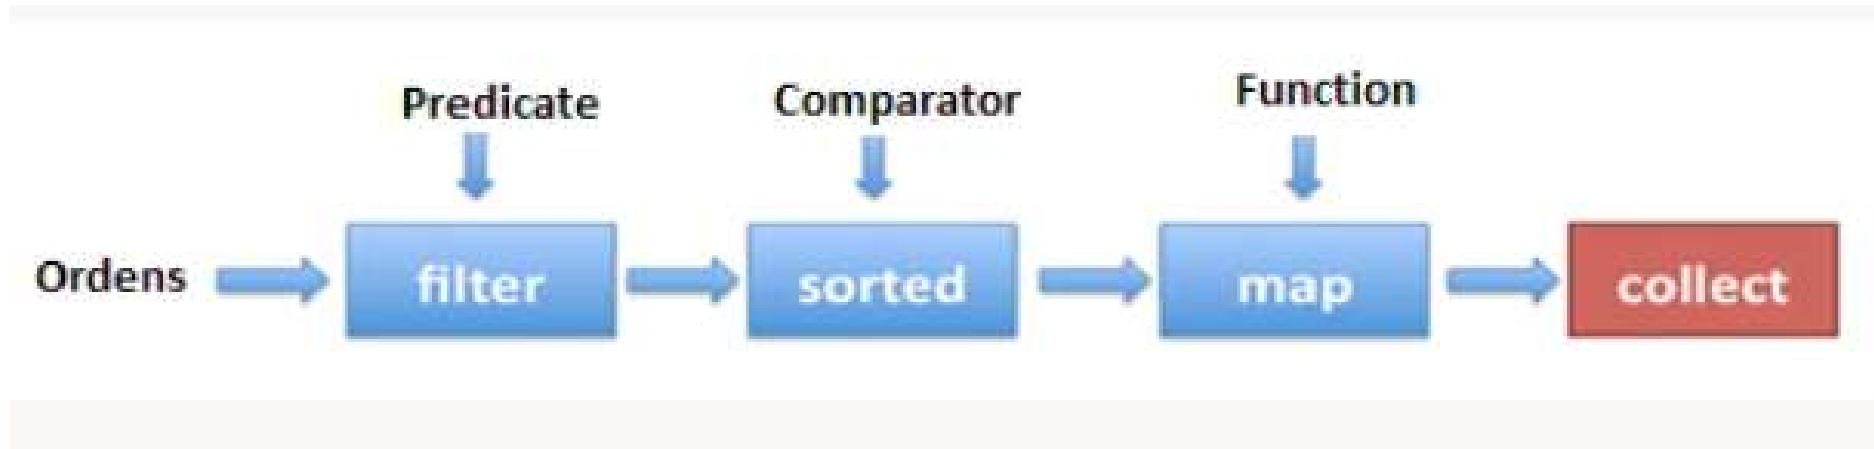 Predicate
Comparator
Function
Ordens
filter
sorted
map
collect